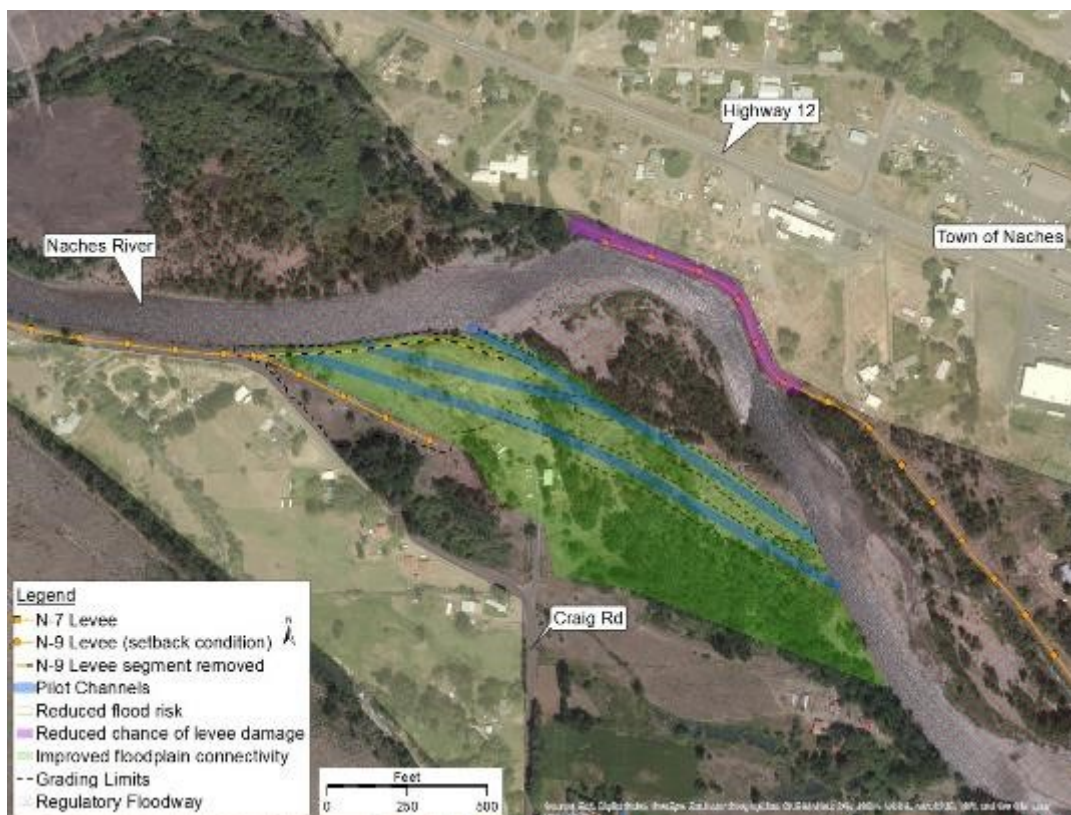 Highway 12
Naches River
Town of Naches
Craig Rd
Legend
N-7 Levee
N
N-9 Levee (setback condition)
N-9 Levee segment removed
Pilot Channels
Reduced flood risk
Reduced chance of levee damage
Improved floodplain connectivity
Grading Limits
Regulatory Floodway
Feet
0 250 500